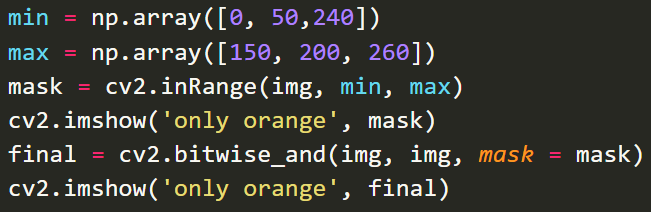 min = np.array([0, 50,240])
max = np.array([150, 200, 260])
mask = cv2.inRange(img, min, max)
cv2.imshow('only orange', mask)
final = cv2.bitwise_and(img, img, mask = mask)
cv2.imshow('only orange', final)